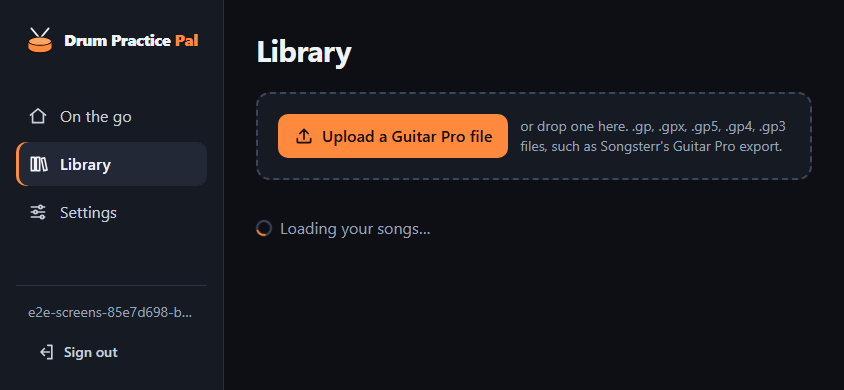 Drum Practice Pal
On the go
Library
Settings
e2e-screens-85e7d698-b...
Sign out
Library
Upload a Guitar Pro file
or drop one here. .gp, .gpx, .gp5, .gp4, .gp3
files, such as Songsterr's Guitar Pro export.
Loading your songs...